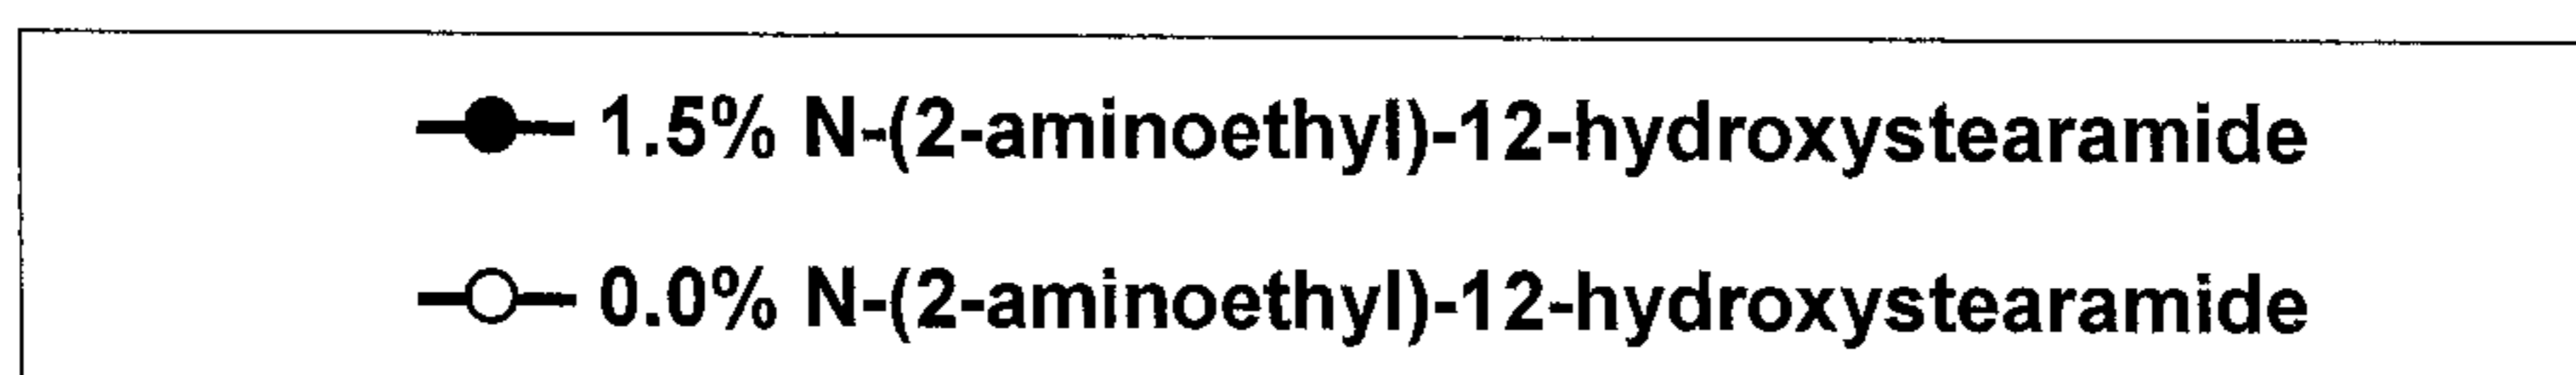 1.5% N-(2-aminoethyl)-12-hydroxystearamide
0.0% N-(2-aminoethyl)-12-hydroxystearamide